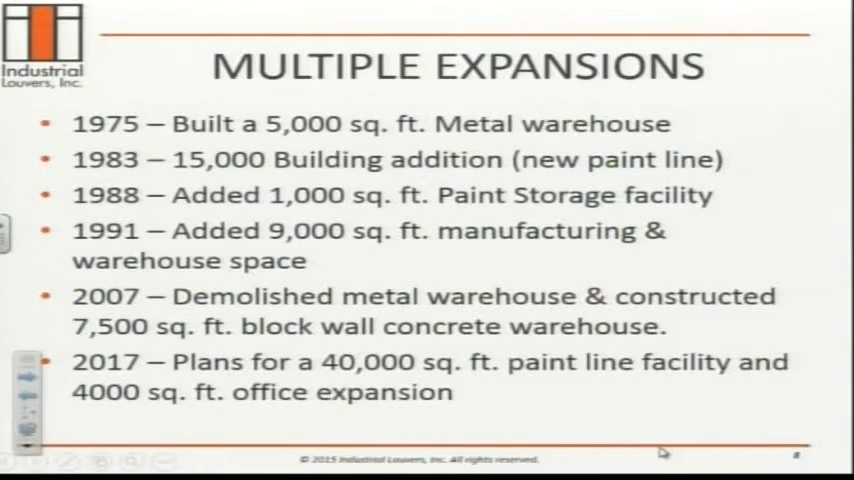 Industrial
Louvers, Inc.
MULTIPLE EXPANSIONS
• 1975 – Built a 5,000 sq. ft. Metal warehouse
• 1983 – 15,000 Building addition (new paint line)
• 1988 – Added 1,000 sq. ft. Paint Storage facility
• 1991 – Added 9,000 sq. ft. manufacturing &
warehouse space
• 2007 – Demolished metal warehouse & constructed
7,500 sq. ft. block wall concrete warehouse.
• 2017 – Plans for a 40,000 sq. ft. paint line facility and
4000 sq. ft. office expansion
© 2015 Industrial Louvers, Inc. All rights reserved.
8